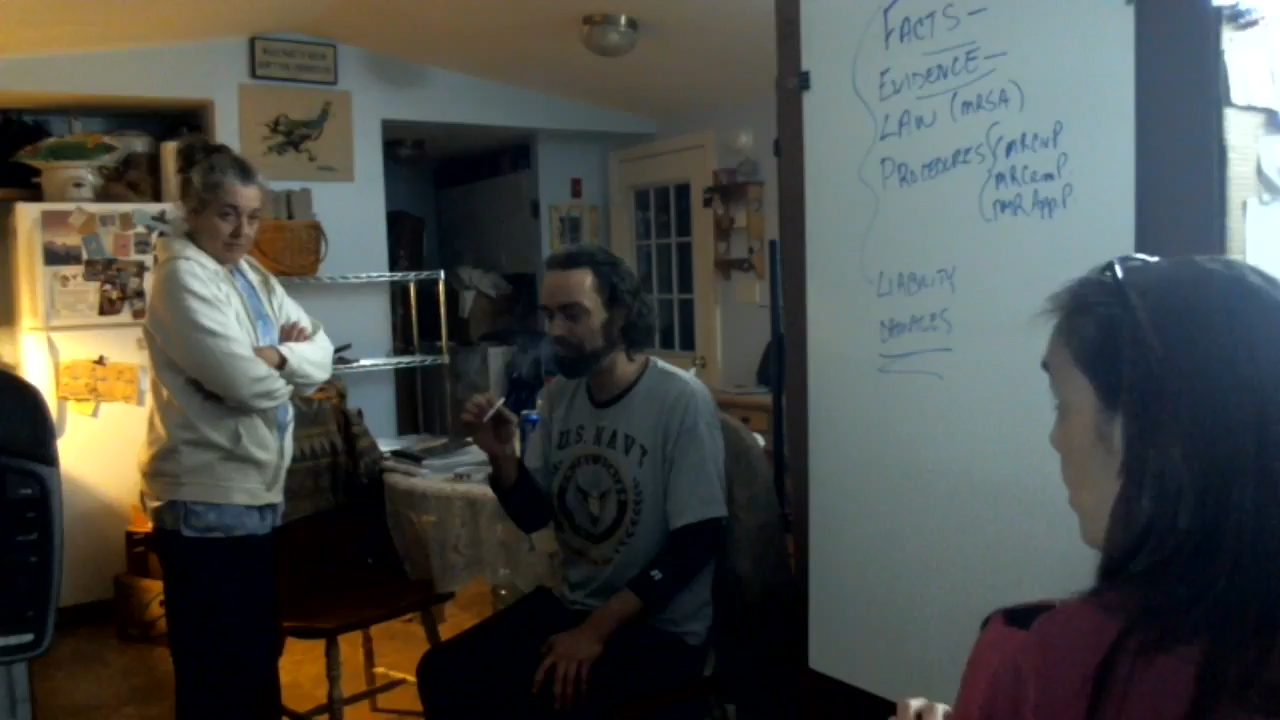 FACTS-
EVIDENCE-
LAW (MRSA)
PROCEDURES { MRCivP
MRCrimP.
MR App.P
LIABILITY
DAMAGES
U.S. NAVY